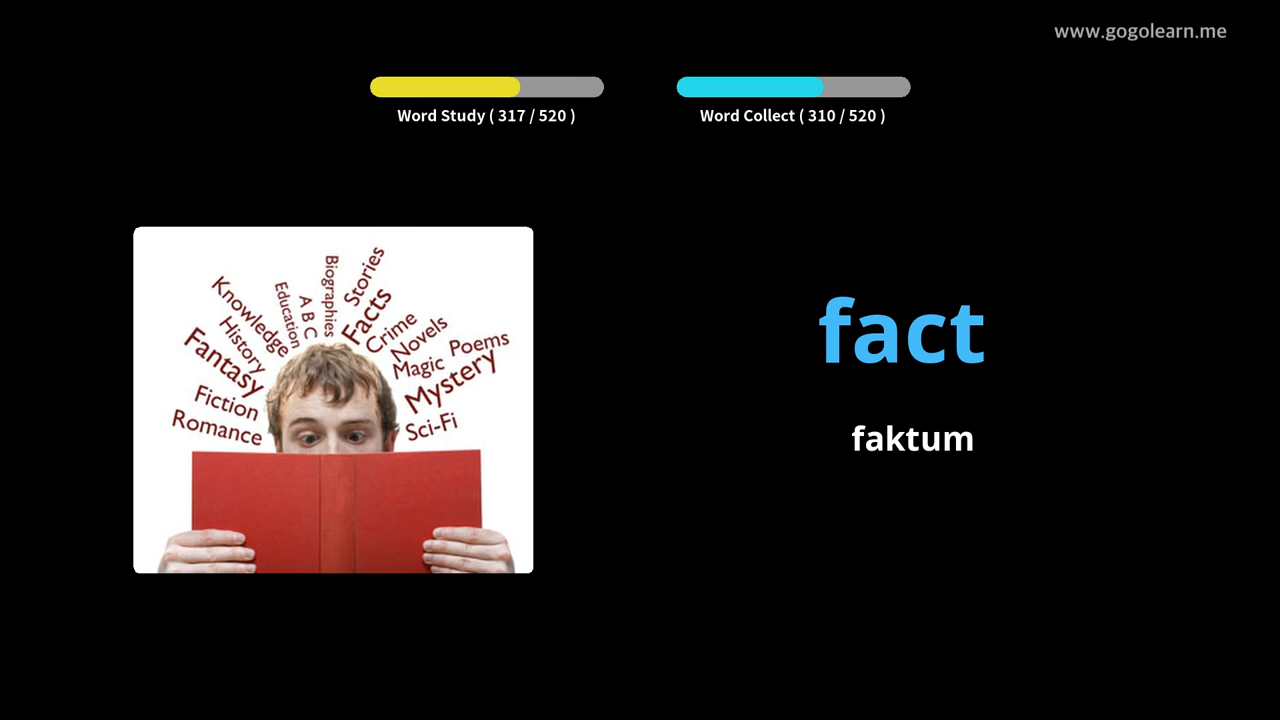 www.gogolearn.me
Word Study ( 317 / 520 )
Word Collect ( 310 / 520 )
Biographies
Stories
Education
A B C
Facts
Knowledge
Crime
History
Novels
Fantasy
Magic
Poems
Mystery
Fiction
Romance
Sci-Fi
fact
faktum